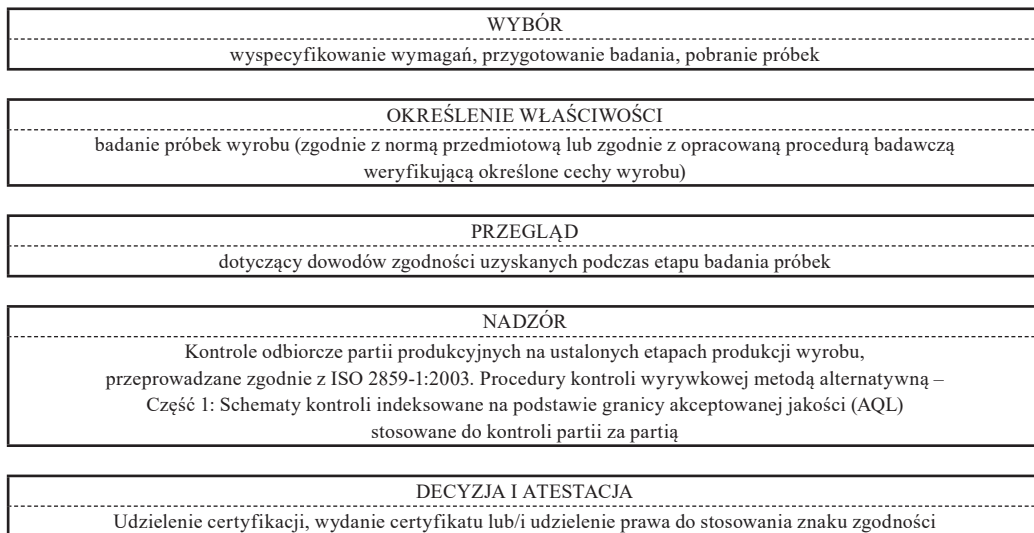 WYBÓR
wyspecyfikowanie wymagań, przygotowanie badania, pobranie próbek
OKREŚLENIE WŁAŚCIWOŚCI
badanie próbek wyrobu (zgodnie z normą przedmiotową lub zgodnie z opracowaną procedurą badawczą
weryfikującą określone cechy wyrobu)
PRZEGLĄD
dotyczący dowodów zgodności uzyskanych podczas etapu badania próbek
NADZÓR
Kontrole odbiorcze partii produkcyjnych na ustalonych etapach produkcji wyrobu,
przeprowadzane zgodnie z ISO 2859-1:2003. Procedury kontroli wyrywkowej metodą alternatywną –
Część 1: Schematy kontroli indeksowane na podstawie granicy akceptowanej jakości (AQL)
stosowane do kontroli partii za partią
DECYZJA I ATESTACJA
Udzielenie certyfikacji, wydanie certyfikatu lub/i udzielenie prawa do stosowania znaku zgodności